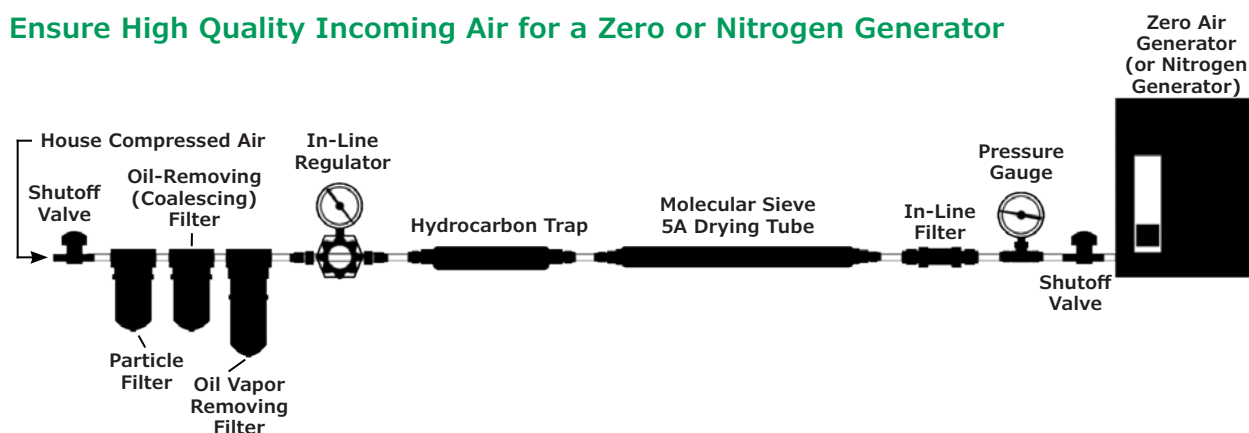 Ensure High Quality Incoming Air for a Zero or Nitrogen Generator
Zero Air
Generator
(or Nitrogen
Generator)
House Compressed Air
Shutoff
Valve
Oil-Removing
(Coalescing)
Filter
In-Line
Regulator
Hydrocarbon Trap
Molecular Sieve
5A Drying Tube
In-Line
Filter
Pressure
Gauge
Shutoff
Valve
Particle
Filter
Oil Vapor
Removing
Filter